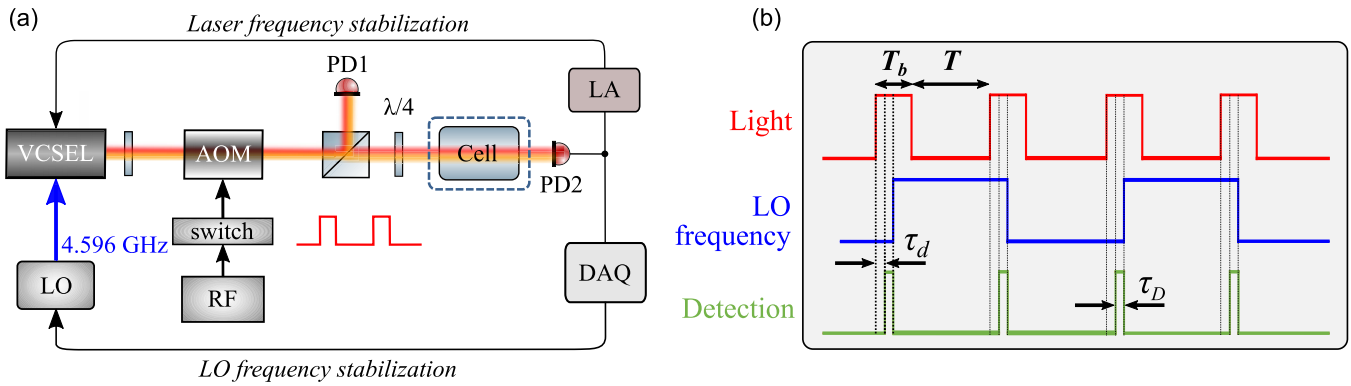 (a)
Laser frequency stabilization
PD1
LA
λ/4
VCSEL
AOM
Cell
PD2
4.596 GHz
switch
LO
RF
DAQ
LO frequency stabilization
(b)
T_b
T
Light
LO
frequency
τ_d
Detection
τ_D